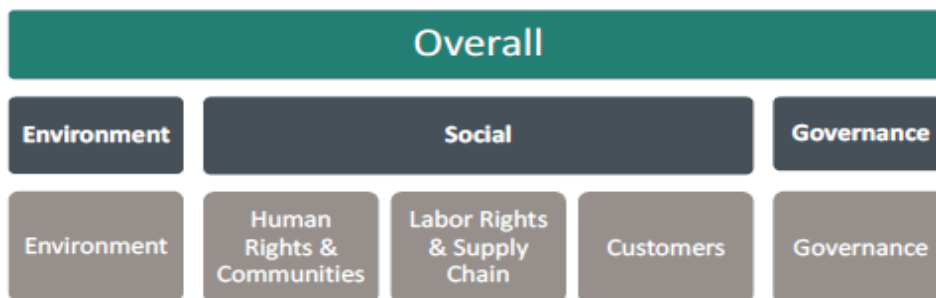 Overall
Environment
Social
Governance
Environment
Human
Rights &
Communities
Labor Rights
& Supply
Chain
Customers
Governance